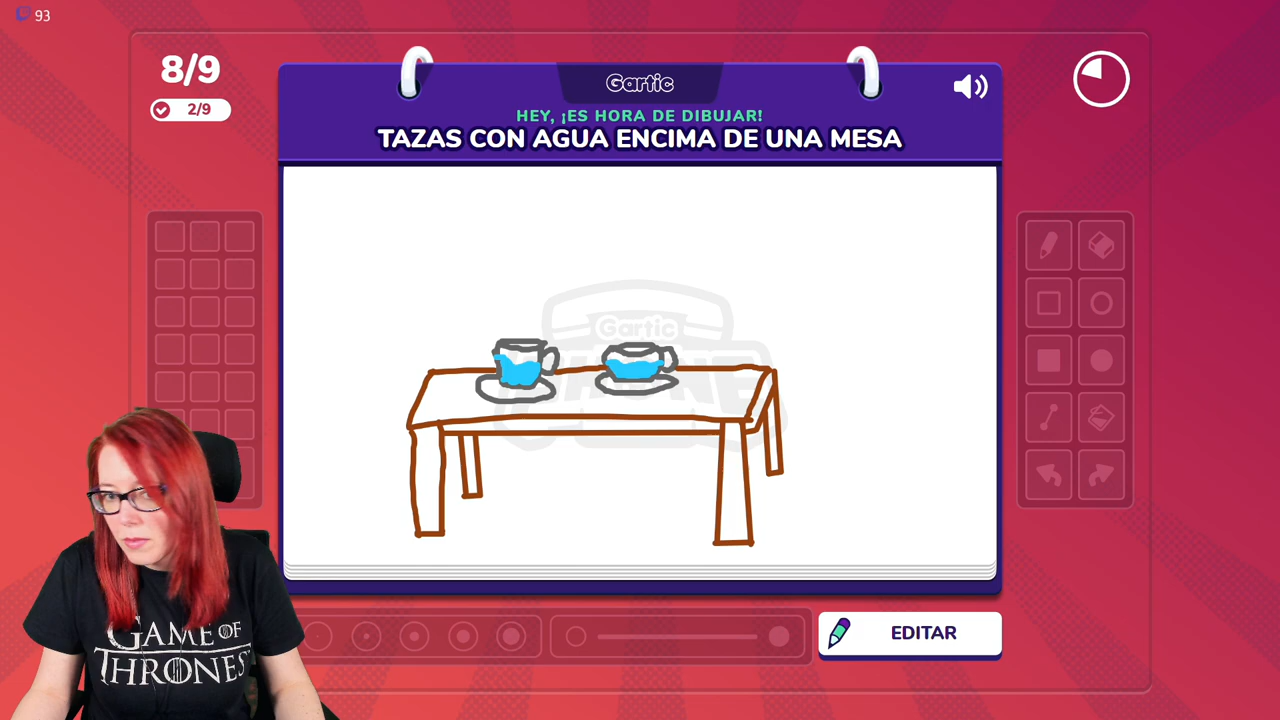 93
8/9
2/9
Gartic
HEY, ¡ES HORA DE DIBUJAR!
TAZAS CON AGUA ENCIMA DE UNA MESA
Gartic
PHONE
EDITAR
GAME OF
THRONES